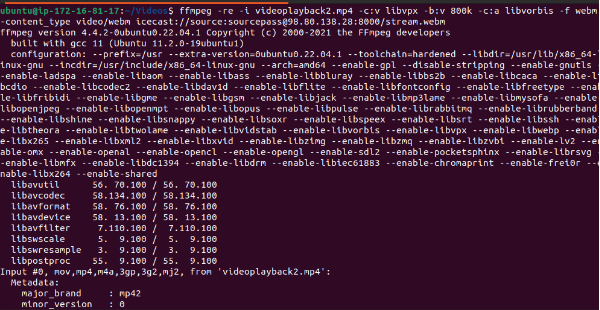 ubuntu@ip-172-16-81-17:~/Videos$ ffmpeg -re -i videoplayback2.mp4 -c:v libvpx -b:v 800k -c:a libvorbis -f webm
-content_type video/webm icecast://source:sourcepass@98.80.138.28:8000/stream.webm
ffmpeg version 4.4.2-0ubuntu0.22.04.1 Copyright (c) 2000-2021 the FFmpeg developers
built with gcc 11 (Ubuntu 11.2.0-19ubuntu1)
configuration: --prefix=/usr --extra-version=0ubuntu0.22.04.1 --toolchain=hardened --libdir=/usr/lib/x86_64-l
inux-gnu --incdir=/usr/include/x86_64-linux-gnu --arch=amd64 --enable-gpl --disable-stripping --enable-gnutls -
-enable-ladspa --enable-libaom --enable-libass --enable-libbluray --enable-libbs2b --enable-libcaca --enable-li
bcdio --enable-libcodec2 --enable-libdav1d --enable-libflite --enable-libfontconfig --enable-libfreetype --enab
le-libfribidi --enable-libgme --enable-libgsm --enable-libjack --enable-libmp3lame --enable-libmysofa --enable-
libopenjpeg --enable-libopenmpt --enable-libopus --enable-libpulse --enable-librabbitmq --enable-librubberband
--enable-libshine --enable-libsnappy --enable-libsoxr --enable-libspeex --enable-libsrt --enable-libssh --enabl
e-libtheora --enable-libtwolame --enable-libvidstab --enable-libvorbis --enable-libvpx --enable-libwebp --enabl
e-libx265 --enable-libxml2 --enable-libxvid --enable-libzimg --enable-libzmq --enable-libzvbi --enable-lv2 --en
able-omx --enable-openal --enable-opencl --enable-opengl --enable-sdl2 --enable-pocketsphinx --enable-librsvg -
-enable-libmfx --enable-libdc1394 --enable-libdrm --enable-libiec61883 --enable-chromaprint --enable-frei0r --e
nable-libx264 --enable-shared
libavutil 56. 70.100 / 56. 70.100
libavcodec 58.134.100 / 58.134.100
libavformat 58. 76.100 / 58. 76.100
libavdevice 58. 13.100 / 58. 13.100
libavfilter 7.110.100 / 7.110.100
libswscale 5. 9.100 / 5. 9.100
libswresample 3. 9.100 / 3. 9.100
libpostproc 55. 9.100 / 55. 9.100
Input #0, mov,mp4,m4a,3gp,3g2,mj2, from 'videoplayback2.mp4':
Metadata:
major_brand : mp42
minor_version : 0